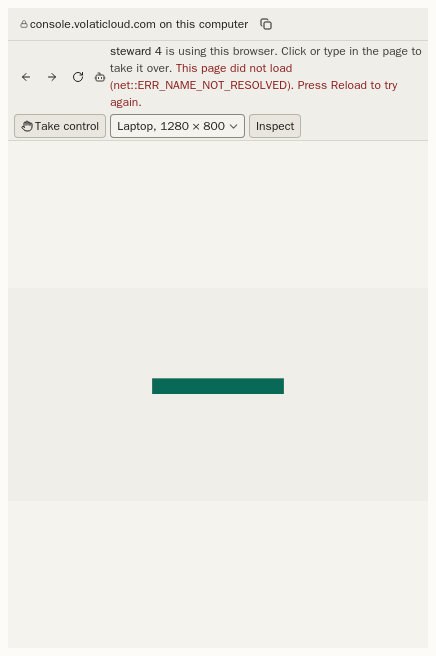 console.volaticloud.com on this computer
steward 4 is using this browser. Click or type in the page to
take it over. This page did not load
(net::ERR_NAME_NOT_RESOLVED). Press Reload to try
again.
Take control
Laptop, 1280 × 800
Inspect